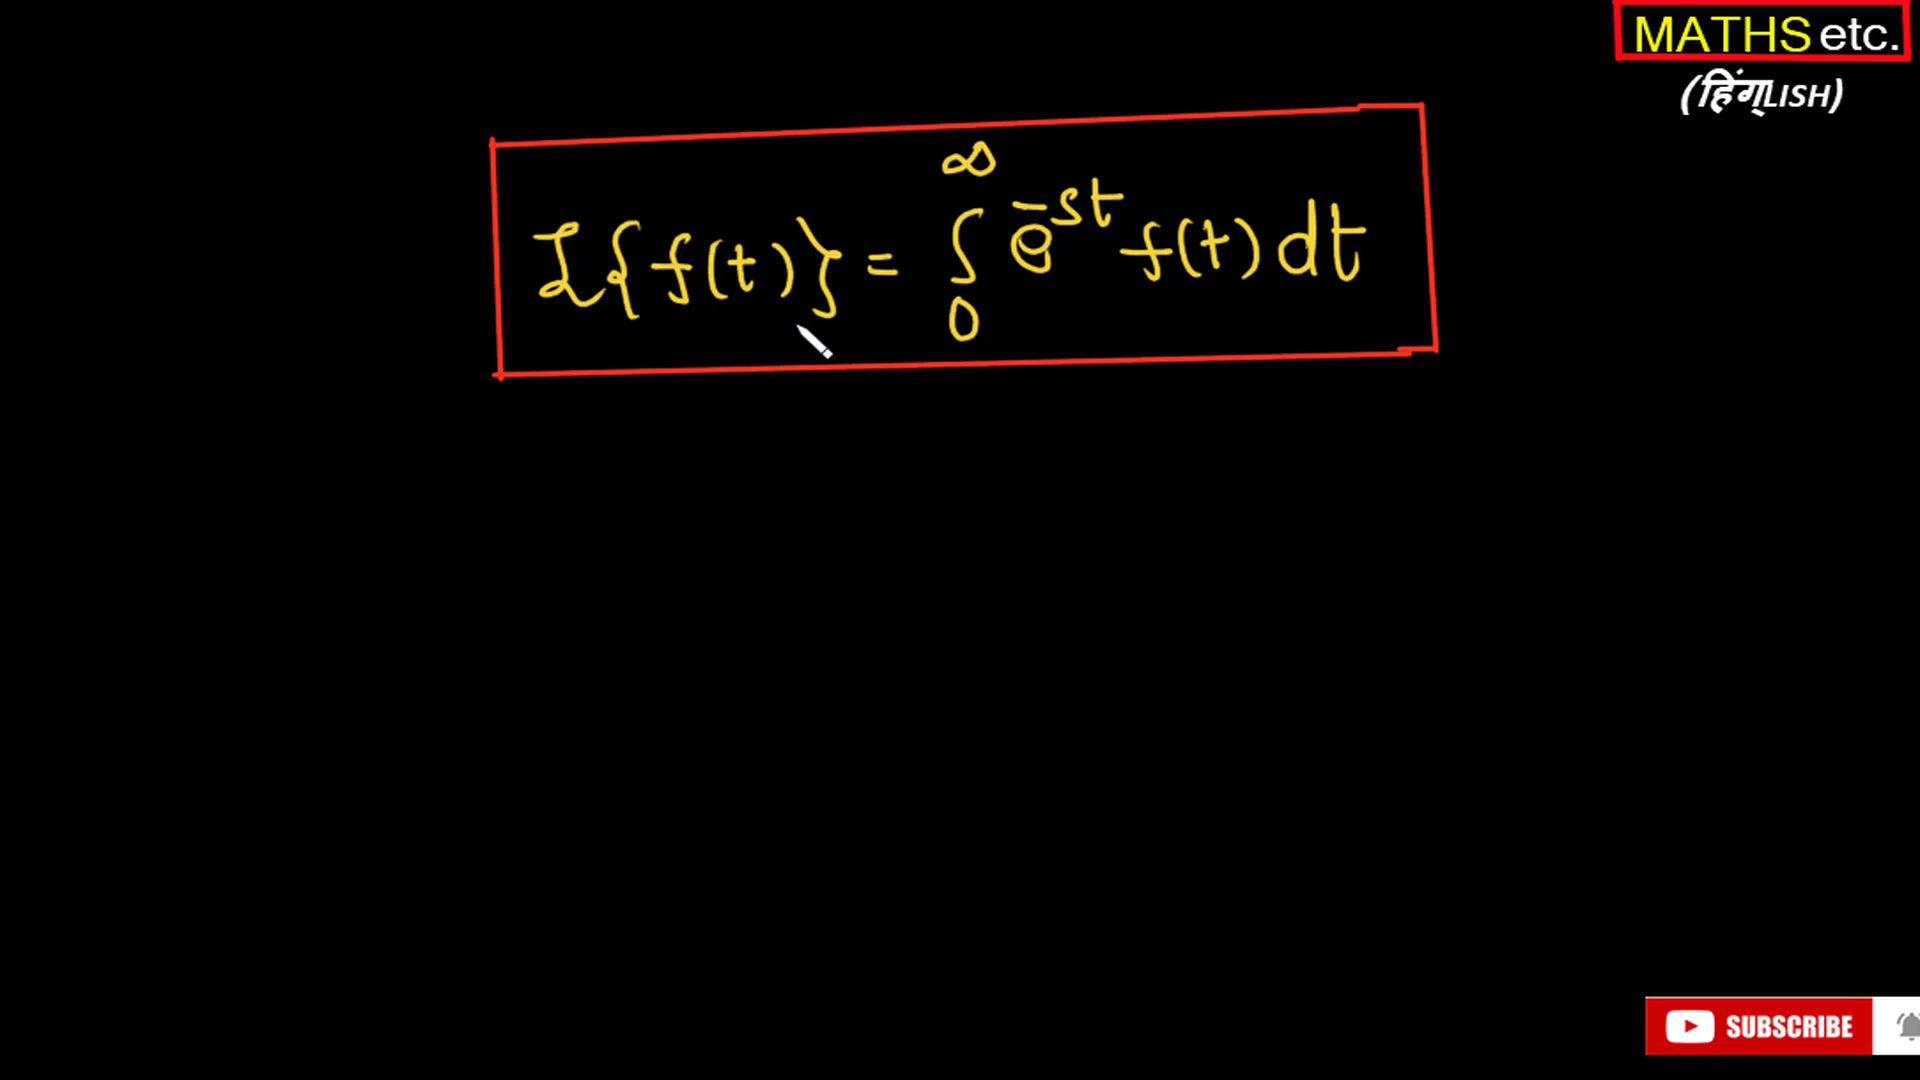 MATHS etc.
(हिंग्LISH)
ℒ{f(t)} = ∫₀^∞ e^-st f(t) dt
SUBSCRIBE